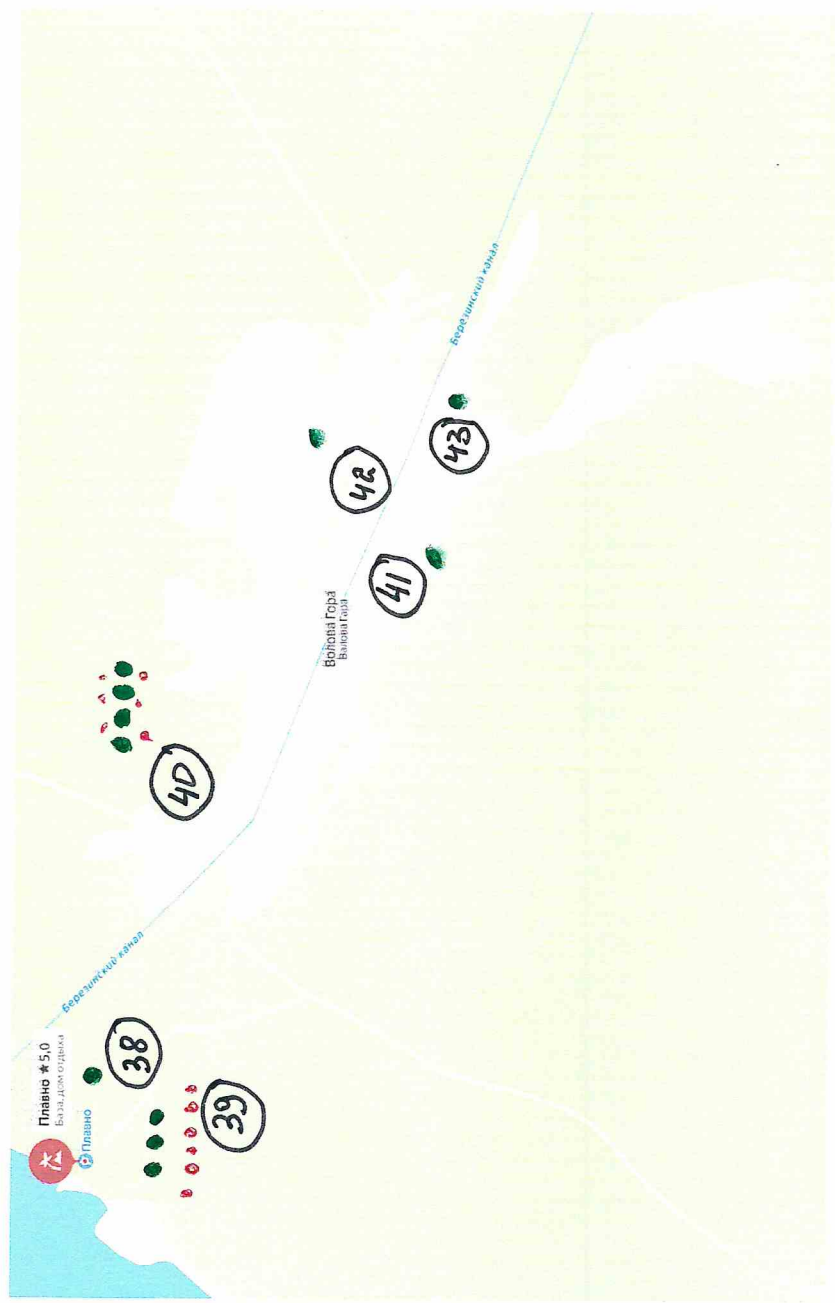 Плавно ★ 5,0
База, дом отдыха
Плавно
Березинский канал
38
39
40
Волова Гора
Валова Гара
41
42
43
Березинский канал